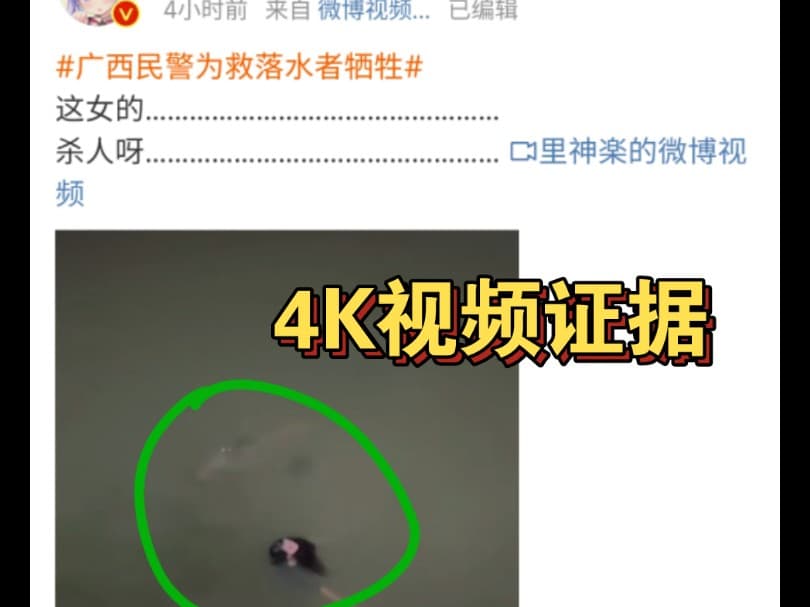 4小时前 来自 微博视频... 已编辑
#广西民警为救落水者牺牲#
这女的................................................
杀人呀................................................ 里神楽的微博视
频
4K视频证据